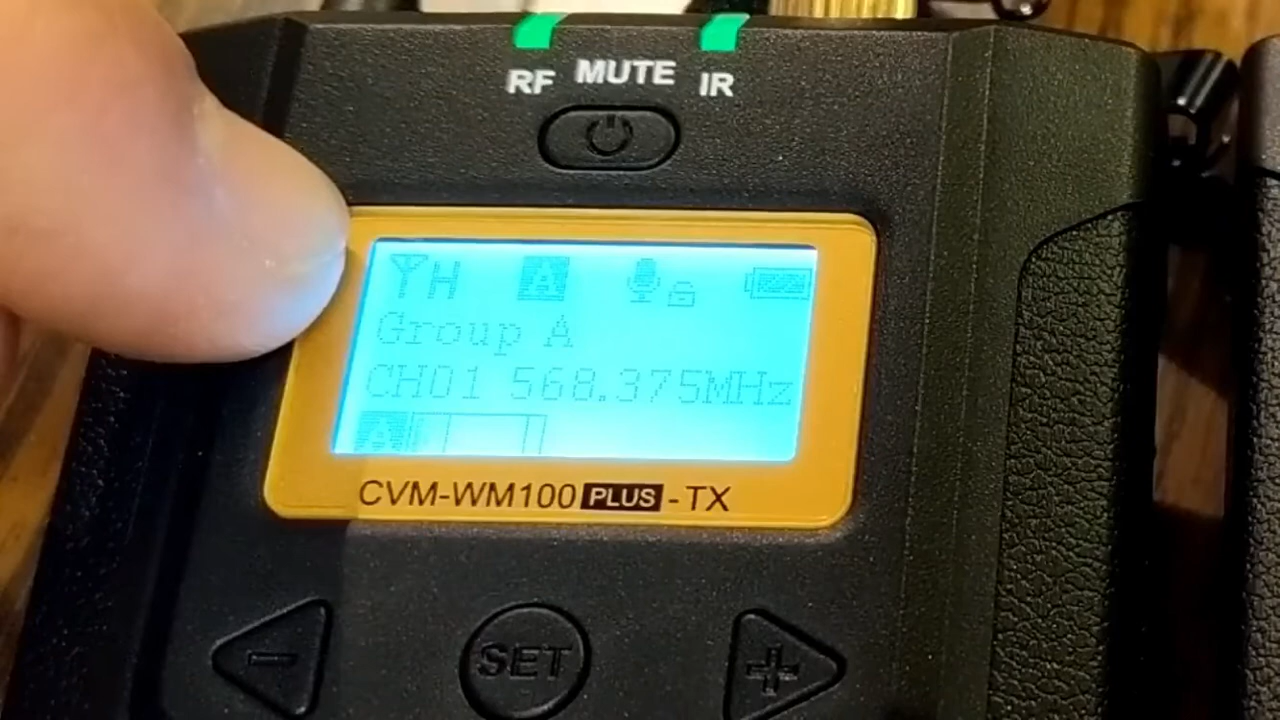 RF MUTE IR
H A
Group A
CH01 568.375MHz
A
CVM-WM100 PLUS -TX
- SET +